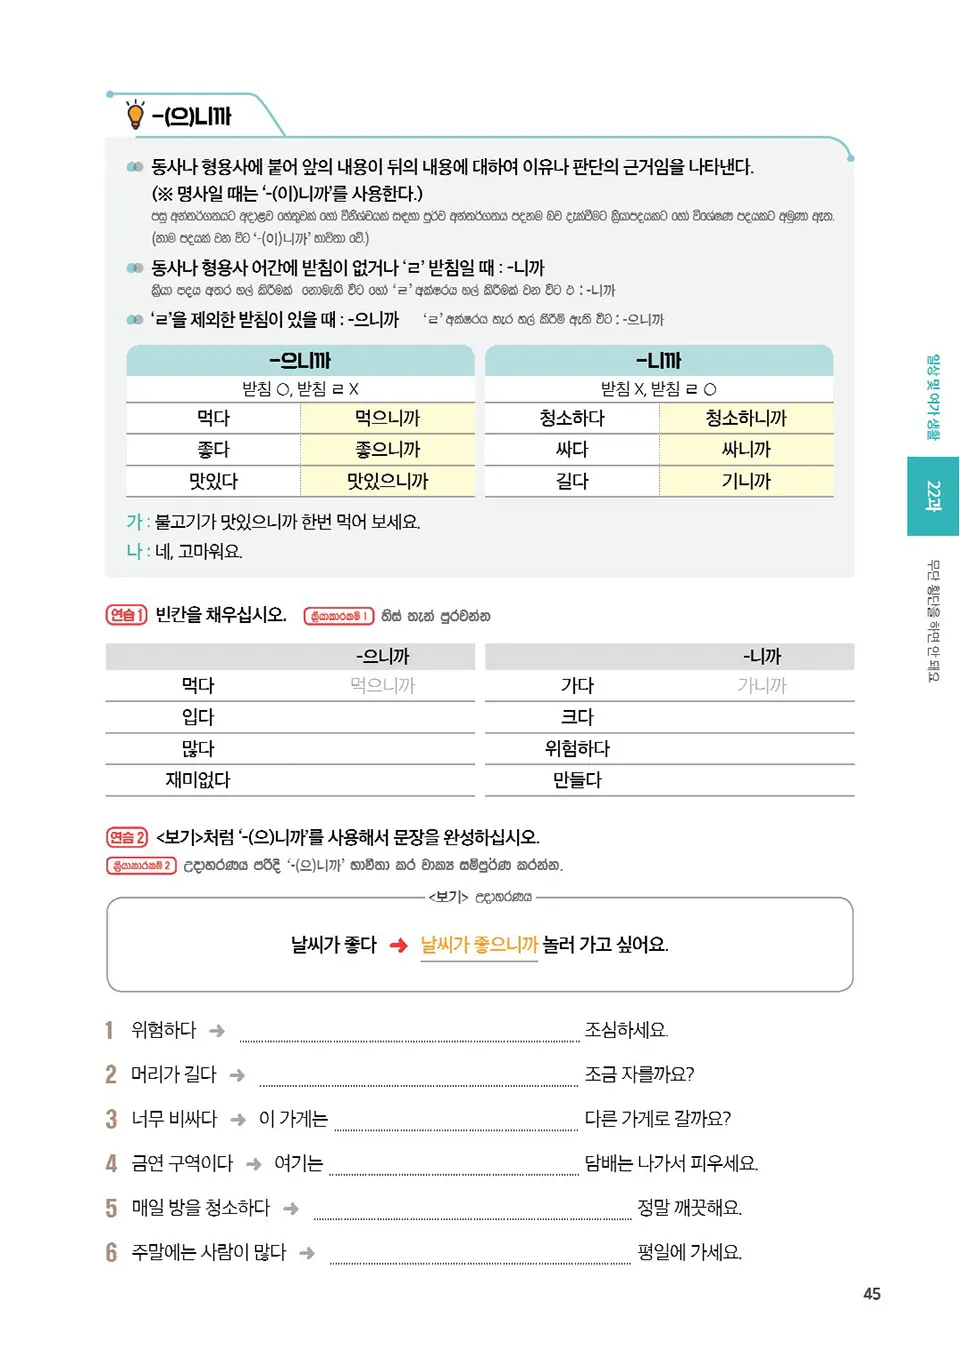 -(으)니까
동사나 형용사에 붙어 앞의 내용이 뒤의 내용에 대하여 이유나 판단의 근거임을 나타낸다.
(※ 명사일 때는 ‘-(이)니까’를 사용한다.)
පසු අන්තර්ගතයට අදාළව හේතුවක් හෝ විනිශ්චයක් සඳහා පූර්ව අන්තර්ගතය පදනම බව දැක්වීමට ක්‍රියාපදයකට හෝ විශේෂණ පදයකට අමුණා ඇත.
(නාම පදයක් වන විට ‘-(이)니까’ භාවිතා වේ.)
동사나 형용사 어간에 받침이 없거나 ‘ㄹ’ 받침일 때 : -니까
ක්‍රියා පදය අතර හල් කිරීමක් නොමැති විට හෝ ‘ㄹ’ අක්ෂරය හල් කිරීමක් වන විට ට : -니까
‘ㄹ’을 제외한 받침이 있을 때 : -으니까 ‘ㄹ’ අක්ෂරය හැර හල් කිරීම් ඇති විට : -으니까
-으니까 -니까
받침 O, 받침 ㄹ X 받침 X, 받침 ㄹ O
먹다 먹으니까 청소하다 청소하니까
좋다 좋으니까 싸다 싸니까
맛있다 맛있으니까 길다 기니까
가 : 불고기가 맛있으니까 한번 먹어 보세요.
나 : 네, 고마워요.
연습 1 빈칸을 채우십시오. ක්‍රියාකාරකම් 1 හිස් තැන් පුරවන්න
-으니까 -니까
먹다 먹으니까 가다 가니까
입다 크다
많다 위험하다
재미없다 만들다
연습 2 <보기>처럼 ‘-(으)니까’를 사용해서 문장을 완성하십시오.
ක්‍රියාකාරකම් 2 උදාහරණය පරිදි ‘-(으)니까’ භාවිතා කර වාක්‍ය සම්පූර්ණ කරන්න.
<보기> උදාහරණය
날씨가 좋다 ➜ 날씨가 좋으니까 놀러 가고 싶어요.
1 위험하다 ➜ 조심하세요.
2 머리가 길다 ➜ 조금 자를까요?
3 너무 비싸다 ➜ 이 가게는 다른 가게로 갈까요?
4 금연 구역이다 ➜ 여기는 담배는 나가서 피우세요.
5 매일 방을 청소하다 ➜ 정말 깨끗해요.
6 주말에는 사람이 많다 ➜ 평일에 가세요.
일상 및 여가 생활
22과
무단 횡단을 하면 안 돼요
45